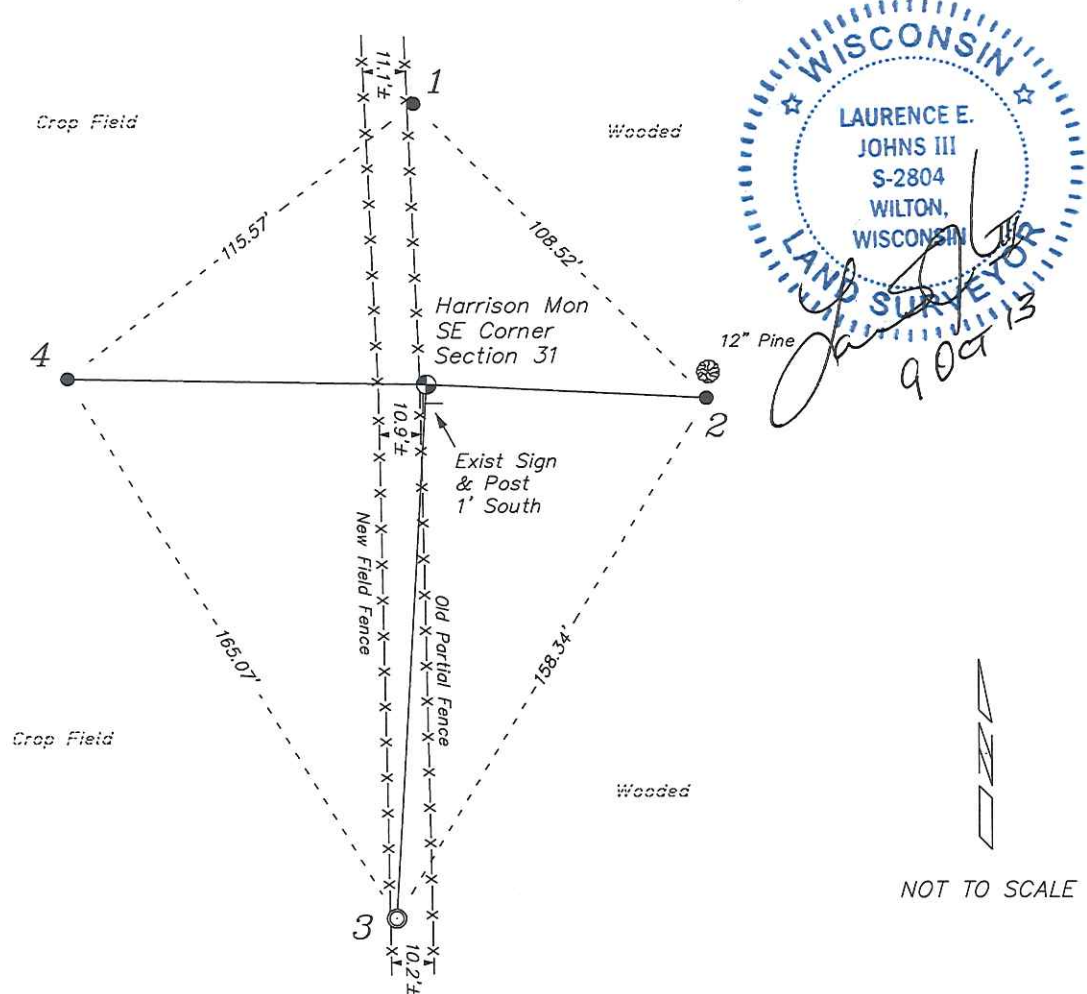 WISCONSIN
LAURENCE E.
JOHNS III
S-2804
WILTON,
WISCONSIN
LAND SURVEYOR
9 Oct 13
11.1'±
1
Crop Field
Wooded
115.57'
108.52'
Harrison Mon
SE Corner
Section 31
12" Pine
4
2
10.9'±
Exist Sign
& Post
1' South
New Field Fence
Old Partial Fence
165.07'
158.34'
Crop Field
Wooded
N
NOT TO SCALE
3
10.2'±